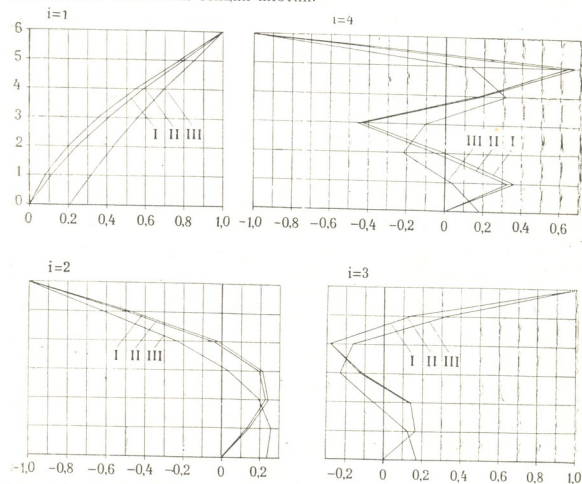 i=1
6
5
4
3
2
1
0
I II III
0 0,2 0,4 0,6 0,8 1,0
i=4
III II I
-1,0 -0,8 -0,6 -0,4 -0,2 0 0,2 0,4 0,6
i=2
I II III
-1,0 -0,8 -0,6 -0,4 -0,2 0 0,2
i=3
I II III
-0,2 0 0,2 0,4 0,6 0,8 1,0